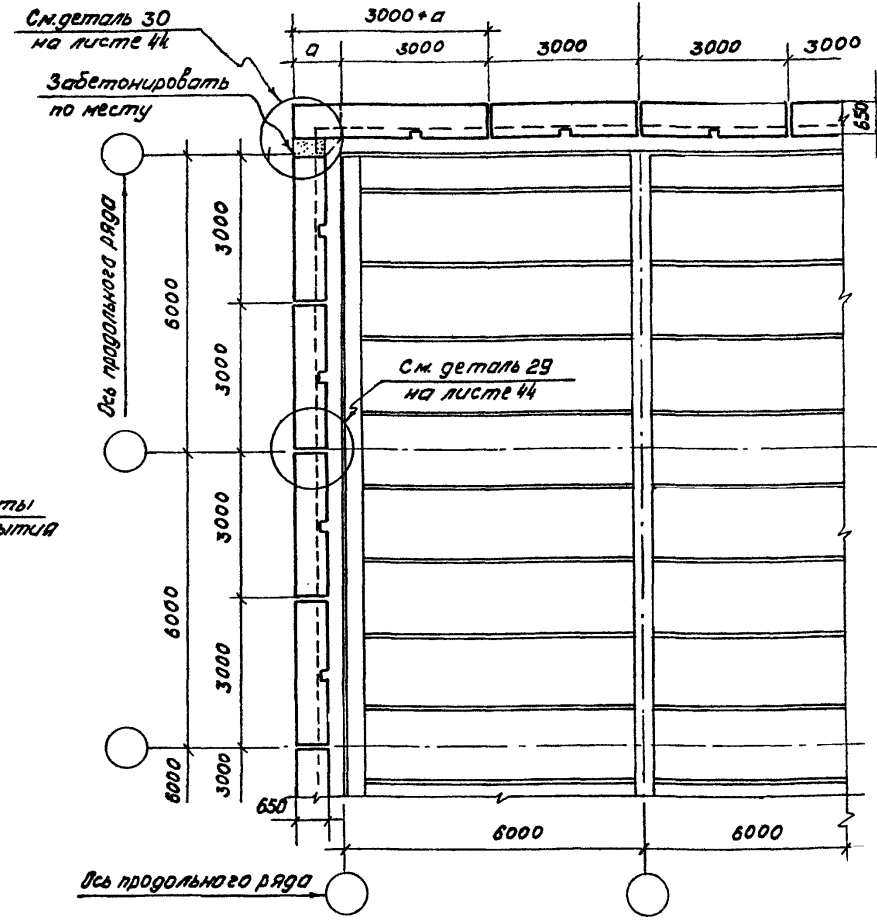 См. деталь 30
на листе 44
3000+а
а
3000
3000
3000
3000
Забетонировать
по месту
650
Ось продольного ряда
6000
3000
3000
См. деталь 29
на листе 44
ты
ытия
3000
6000
3000
6000
3000
650
6000
6000
Ось продольного ряда